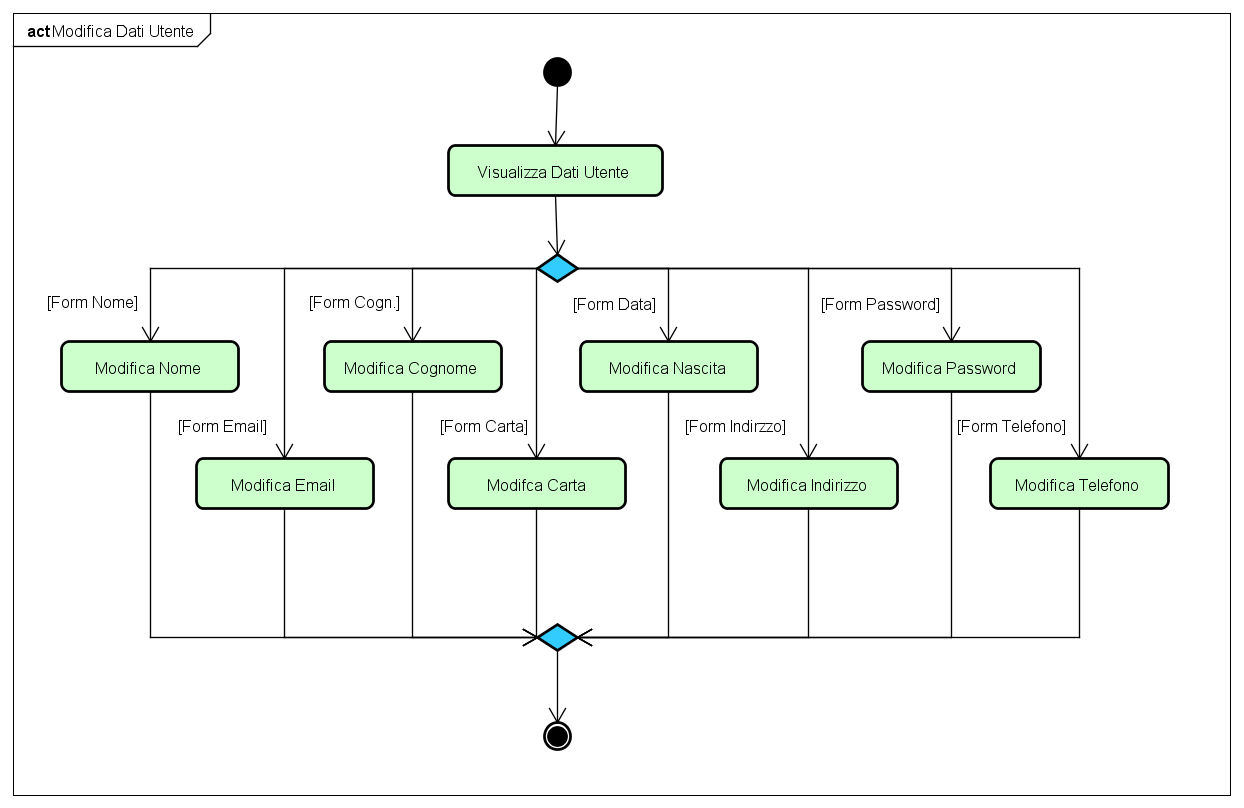 act Modifica Dati Utente
Visualizza Dati Utente
[Form Nome]
[Form Cogn.]
[Form Data]
[Form Password]
Modifica Nome
Modifica Cognome
Modifica Nascita
Modifica Password
[Form Email]
[Form Carta]
[Form Indirzzo]
[Form Telefono]
Modifica Email
Modifca Carta
Modifica Indirizzo
Modifica Telefono